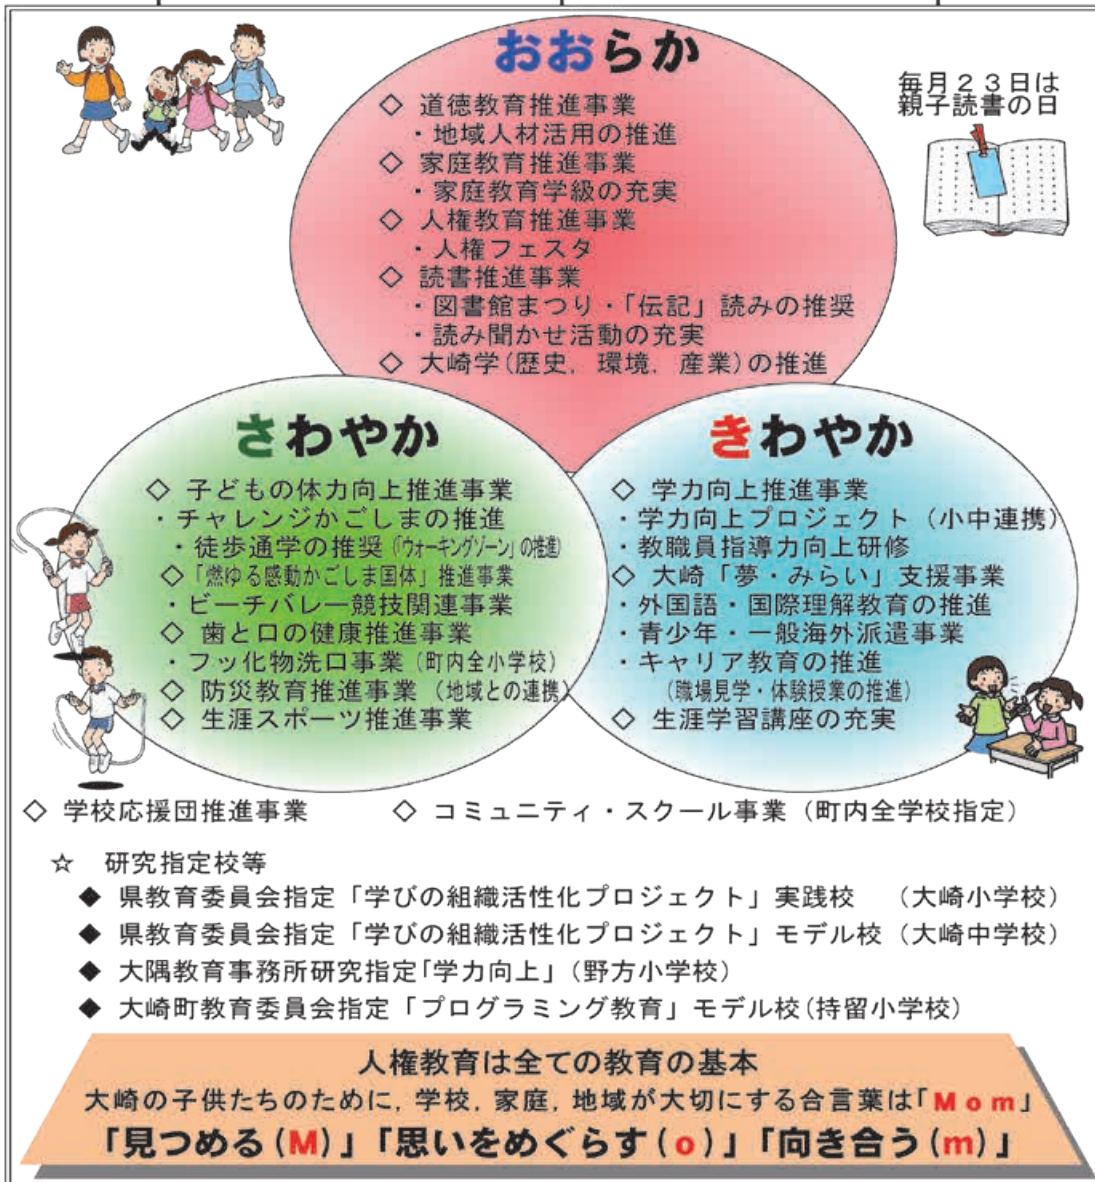 おおらか
◇ 道徳教育推進事業
・地域人材活用の推進
◇ 家庭教育推進事業
・家庭教育学級の充実
◇ 人権教育推進事業
・人権フェスタ
◇ 読書推進事業
・図書館まつり・「伝記」読みの推奨
・読み聞かせ活動の充実
◇ 大崎学(歴史，環境，産業)の推進
毎月２３日は
親子読書の日
さわやか
◇ 子どもの体力向上推進事業
・チャレンジかごしまの推進
・徒歩通学の推奨（「ウォーキングゾーン」の推進）
◇「燃ゆる感動かごしま国体」推進事業
・ビーチバレー競技関連事業
◇ 歯と口の健康推進事業
・フッ化物洗口事業（町内全小学校）
◇ 防災教育推進事業（地域との連携）
◇ 生涯スポーツ推進事業
きわやか
◇ 学力向上推進事業
・学力向上プロジェクト（小中連携）
・教職員指導力向上研修
◇ 大崎「夢・みらい」支援事業
・外国語・国際理解教育の推進
・青少年・一般海外派遣事業
・キャリア教育の推進
（職場見学・体験授業の推進）
◇ 生涯学習講座の充実
◇ 学校応援団推進事業　◇ コミュニティ・スクール事業（町内全学校指定）
☆ 研究指定校等
◆ 県教育委員会指定「学びの組織活性化プロジェクト」実践校　（大崎小学校）
◆ 県教育委員会指定「学びの組織活性化プロジェクト」モデル校（大崎中学校）
◆ 大隅教育事務所研究指定「学力向上」（野方小学校）
◆ 大崎町教育委員会指定「プログラミング教育」モデル校(持留小学校)
人権教育は全ての教育の基本
大崎の子供たちのために，学校，家庭，地域が大切にする合言葉は「Ｍｏｍ」
「見つめる(M)」「思いをめぐらす(o)」「向き合う(m)」